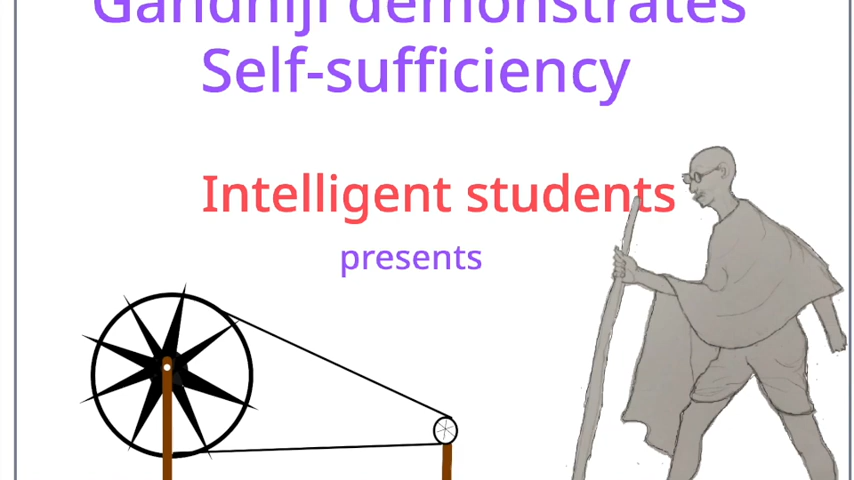 Gandhiji demonstrates
Self-sufficiency
Intelligent students
presents